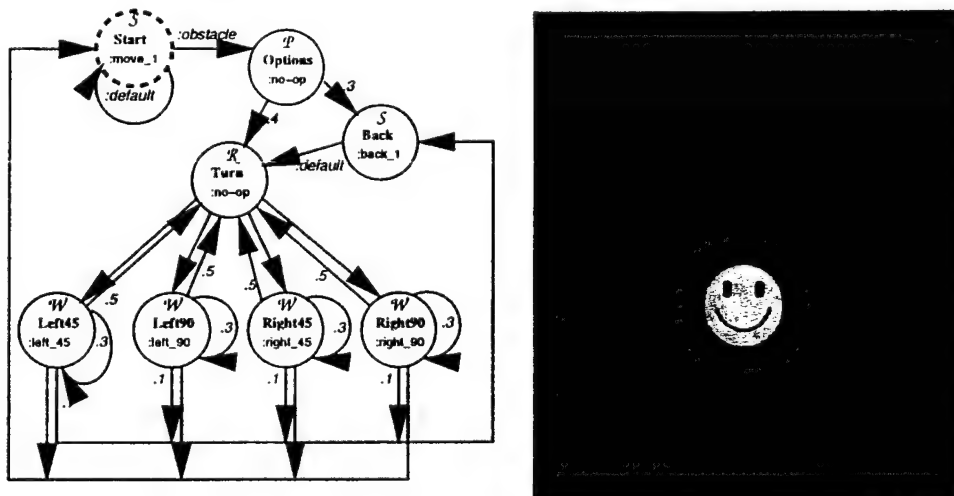 S
Start
:move_1
:obstacle
:default
P
Options
:no-op
.3
.4
S
Back
:back_1
:default
R
Turn
:no-op
.5
.5
.5
.5
W
Left45
:left_45
.3
W
Left90
:left_90
.3
W
Right45
:right_45
.3
W
Right90
:right_90
.3
.1
.1
.1